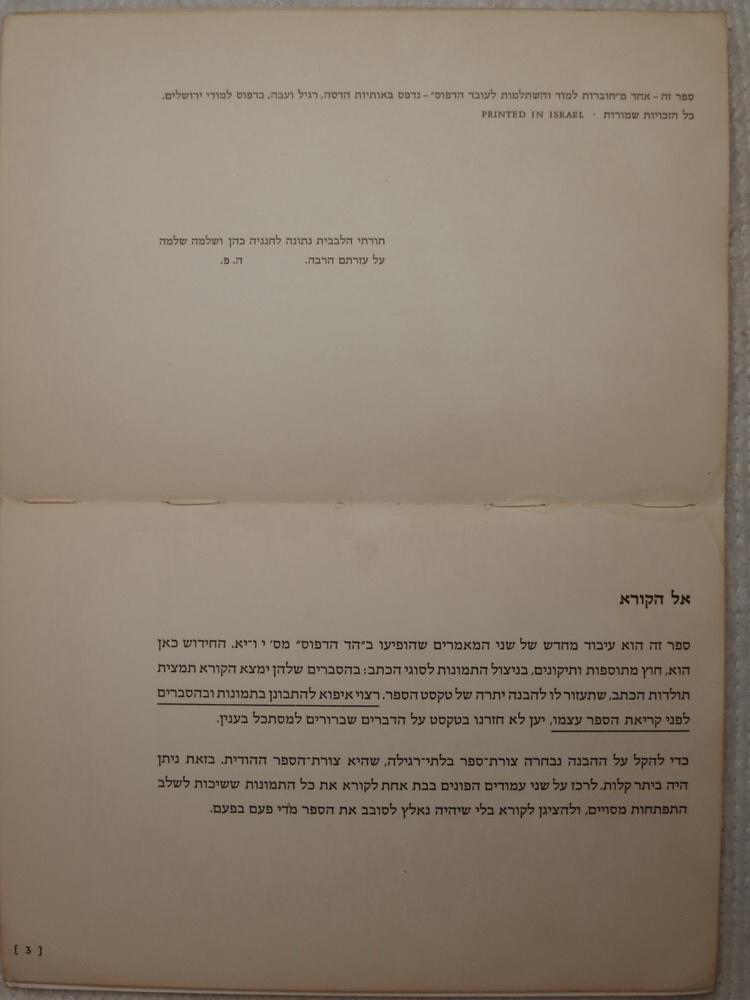 ספר זה – אחד מ״חוברות למוד והשתלמות לעובד הדפוס״ – נדפס באותיות הדסה, רגיל ועבה, בדפוס למודי ירושלים.
כל הזכויות שמורות · PRINTED IN ISRAEL
תודתי הלבבית נתונה לחנניה כהן ושלמה שלמה
על עזרתם הרבה. ה. פ.
אל הקורא
ספר זה הוא עיבוד מחדש של שני המאמרים שהופיעו ב״הד הדפוס״ מס׳ י ו־יא. החידוש כאן
הוא, חוץ מתוספות ותיקונים, בניצול התמונות לסוגי הכתב: בהסברים שלהן ימצא הקורא תמצית
תולדות הכתב, שתעזור לו להבנה יתרה של טקסט הספר. רצוי איפוא להתבונן בתמונות ובהסברים
לפני קריאת הספר עצמו, יען לא חזרנו בטקסט על הדברים שברורים למסתכל בענין.
כדי להקל על ההבנה נבחרה צורת־ספר בלתי־רגילה, שהיא צורת־הספר ההודית. בזאת ניתן
היה ביתר קלות, לרכז על שני עמודים הפונים בבת אחת לקורא את כל התמונות ששיכות לשלב
התפתחות מסויים, ולהציגן לקורא בלי שיהיה נאלץ לסובב את הספר מדי פעם בפעם.
[ 3 ]